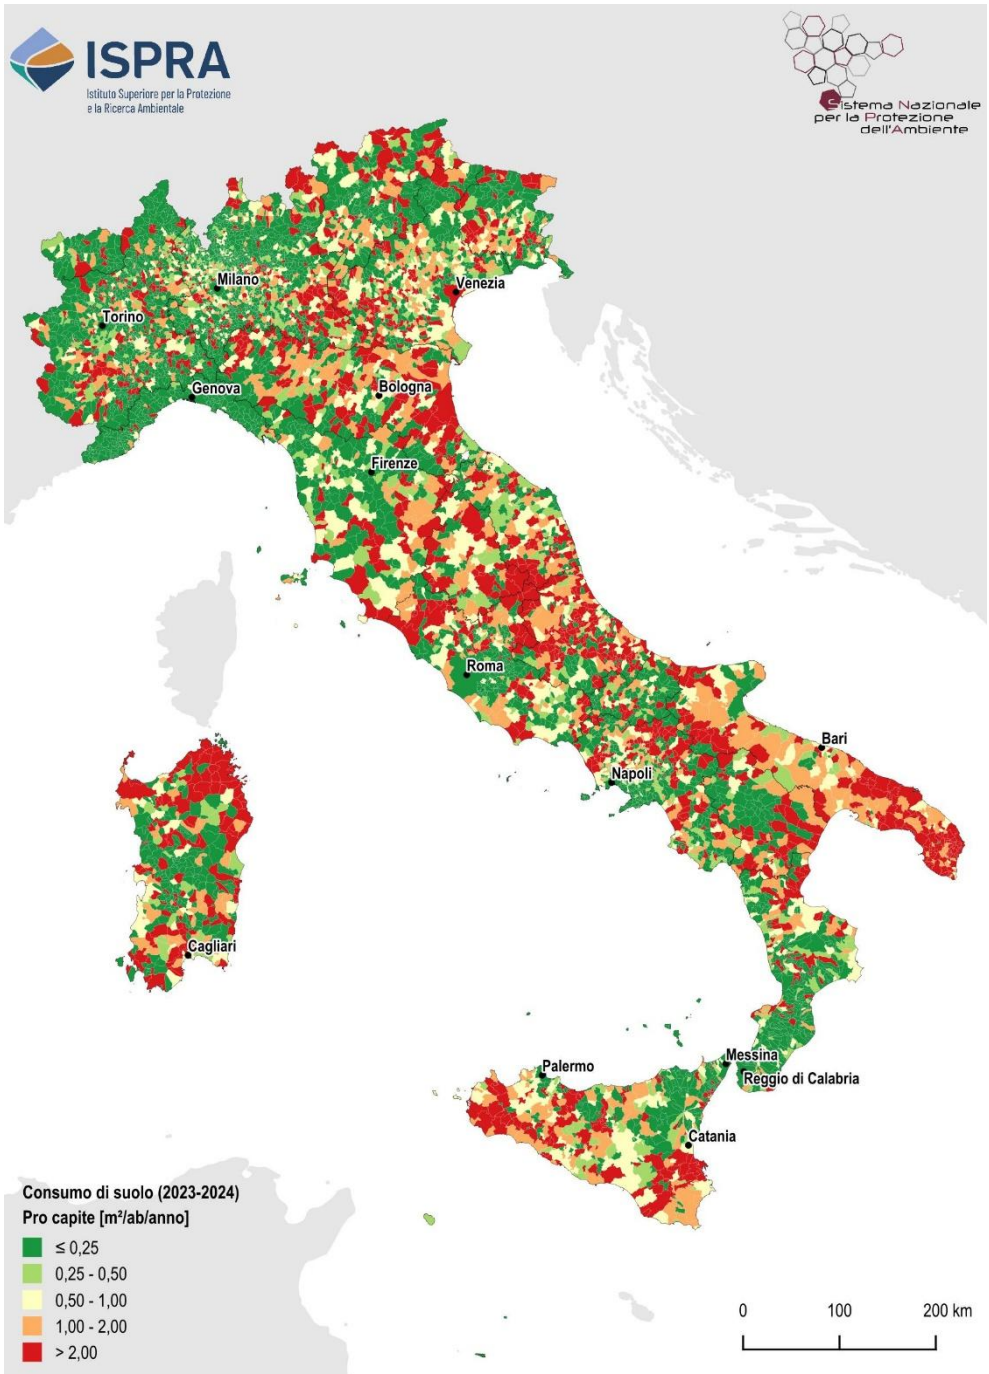 ISPRA
Istituto Superiore per la Protezione
e la Ricerca Ambientale
Sistema Nazionale
per la Protezione
dell'Ambiente
Milano
Venezia
Torino
Genova
Bologna
Firenze
Roma
Bari
Napoli
Cagliari
Messina
Palermo
Reggio di Calabria
Catania
Consumo di suolo (2023-2024)
Pro capite [m²/ab/anno]
≤ 0,25
0,25 - 0,50
0,50 - 1,00
1,00 - 2,00
> 2,00
0 100 200 km